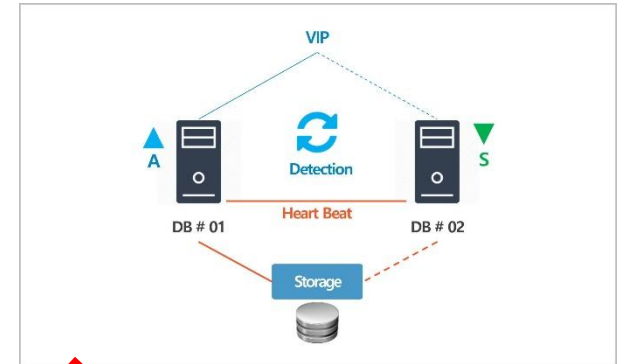 VIP
A
S
Detection
Heart Beat
DB # 01
DB # 02
Storage